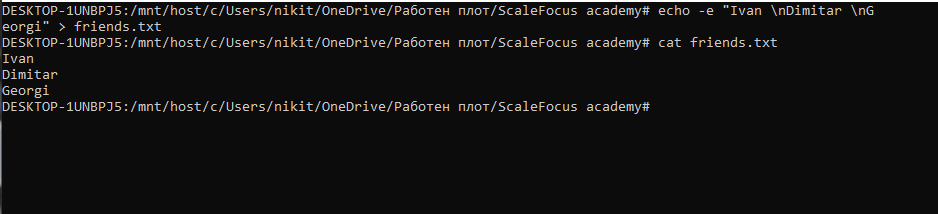 DESKTOP-1UNBPJ5:/mnt/host/c/Users/nikit/OneDrive/Работен плот/ScaleFocus academy# echo -e "Ivan \nDimitar \nG
eorgi" > friends.txt
DESKTOP-1UNBPJ5:/mnt/host/c/Users/nikit/OneDrive/Работен плот/ScaleFocus academy# cat friends.txt
Ivan
Dimitar
Georgi
DESKTOP-1UNBPJ5:/mnt/host/c/Users/nikit/OneDrive/Работен плот/ScaleFocus academy#